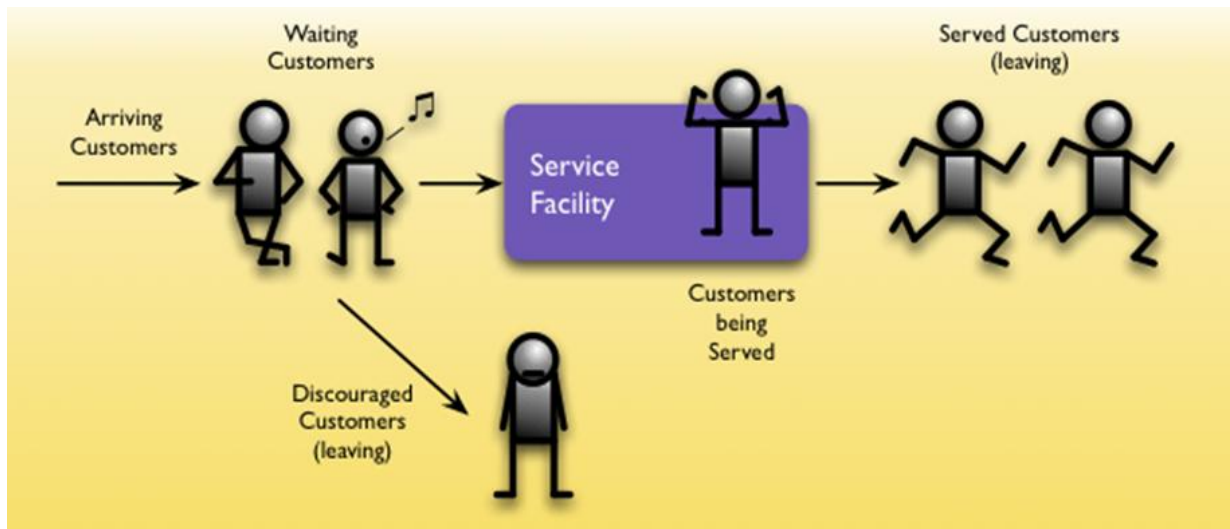 Waiting
Customers
Served Customers
(leaving)
Arriving
Customers
Service
Facility
Customers
being
Served
Discouraged
Customers
(leaving)